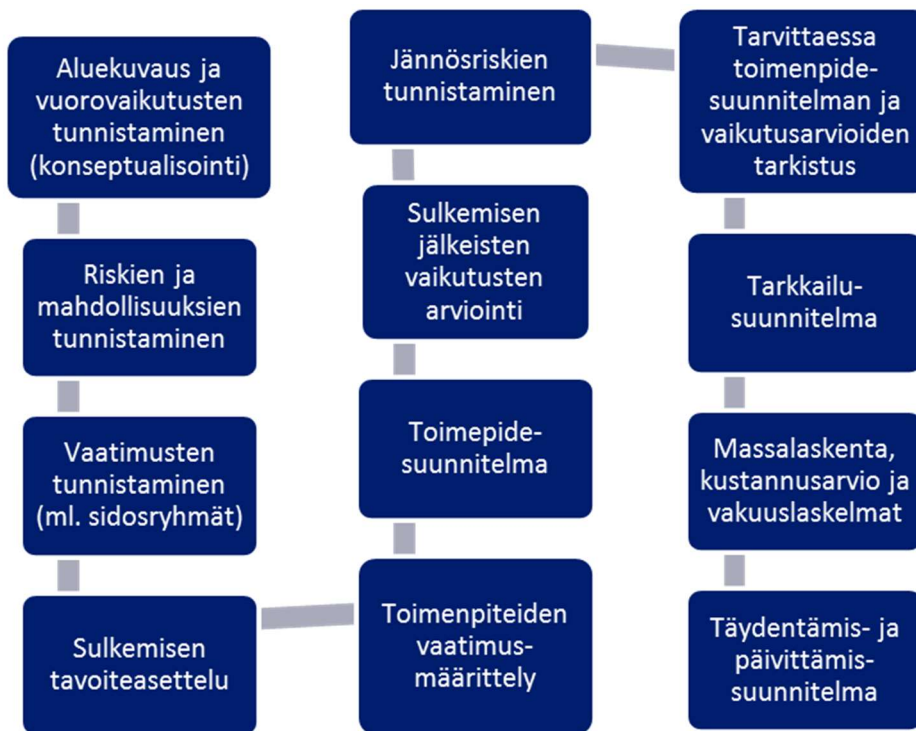 Aluekuvaus ja
vuorovaikutusten
tunnistaminen
(konseptualisointi)
Riskien ja
mahdollisuuksien
tunnistaminen
Vaatimusten
tunnistaminen
(ml. sidosryhmät)
Sulkemisen
tavoiteasettelu
Toimenpiteiden
vaatimus-
määrittely
Toimepide-
suunnitelma
Sulkemisen
jälkeisten
vaikutusten
arviointi
Jännösriskien
tunnistaminen
Tarvittaessa
toimenpide-
suunnitelman ja
vaikutusarvioiden
tarkistus
Tarkkailu-
suunnitelma
Massalaskenta,
kustannusarvio ja
vakuuslaskelmat
Täydentämis- ja
päivittämis-
suunnitelma